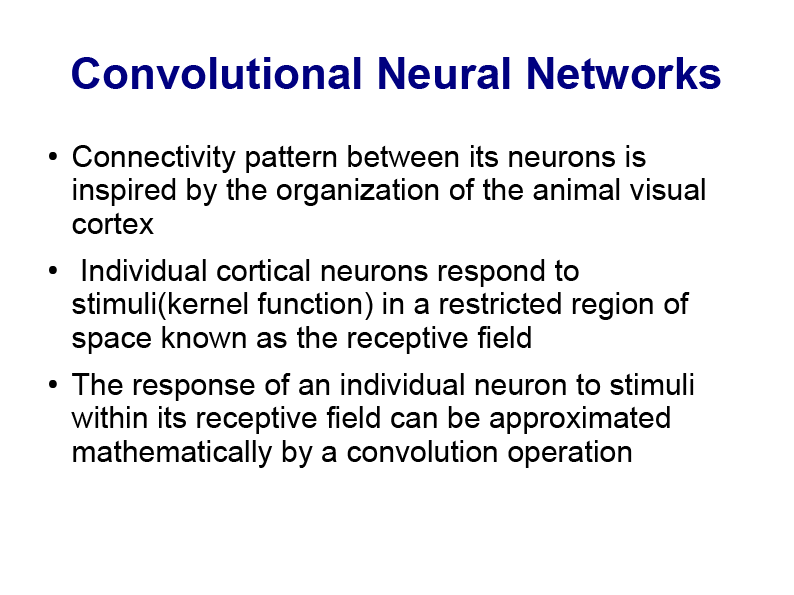 Convolutional Neural Networks
• Connectivity pattern between its neurons is
inspired by the organization of the animal visual
cortex
• Individual cortical neurons respond to
stimuli(kernel function) in a restricted region of
space known as the receptive field
• The response of an individual neuron to stimuli
within its receptive field can be approximated
mathematically by a convolution operation